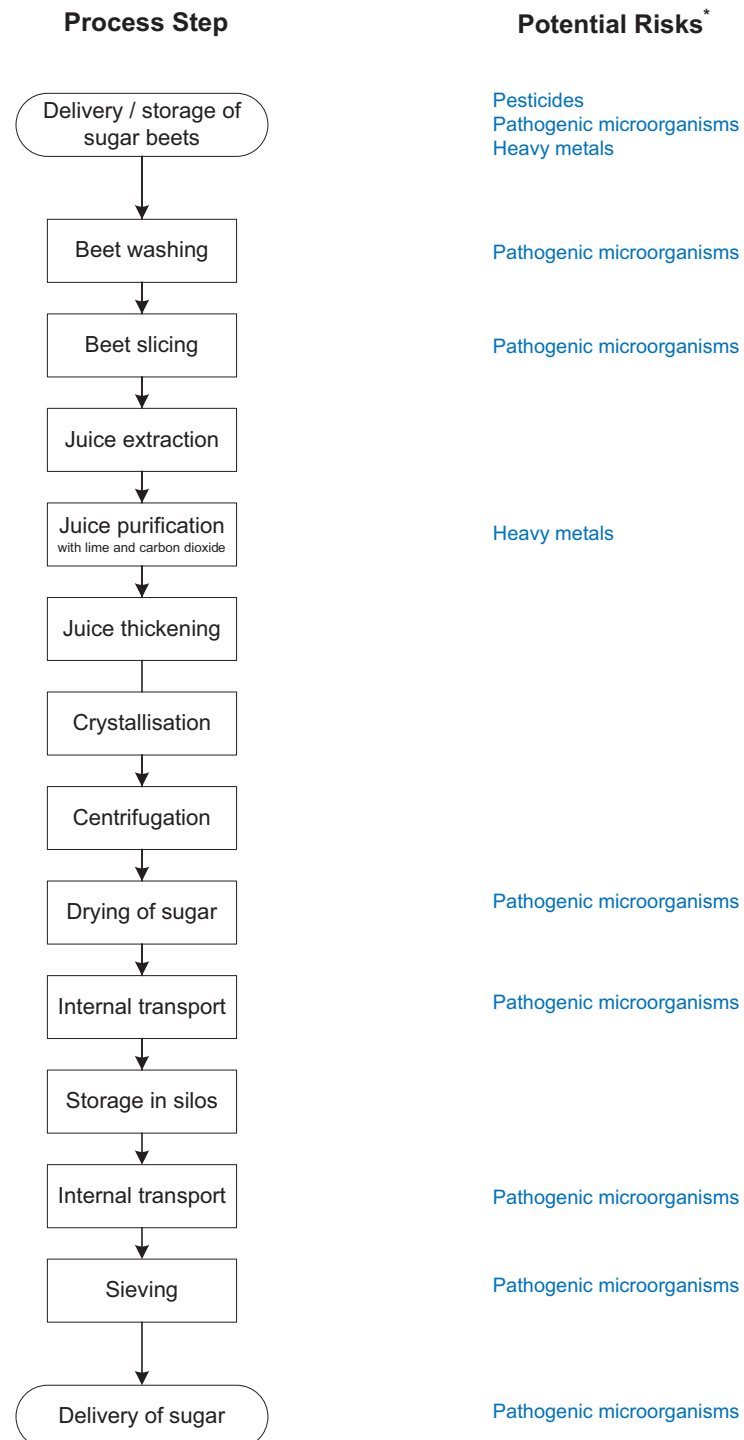 Process Step
Potential Risks*
Delivery / storage of
sugar beets
Pesticides
Pathogenic microorganisms
Heavy metals
Beet washing
Pathogenic microorganisms
Beet slicing
Pathogenic microorganisms
Juice extraction
Juice purification
with lime and carbon dioxide
Heavy metals
Juice thickening
Crystallisation
Centrifugation
Drying of sugar
Pathogenic microorganisms
Internal transport
Pathogenic microorganisms
Storage in silos
Internal transport
Pathogenic microorganisms
Sieving
Pathogenic microorganisms
Delivery of sugar
Pathogenic microorganisms